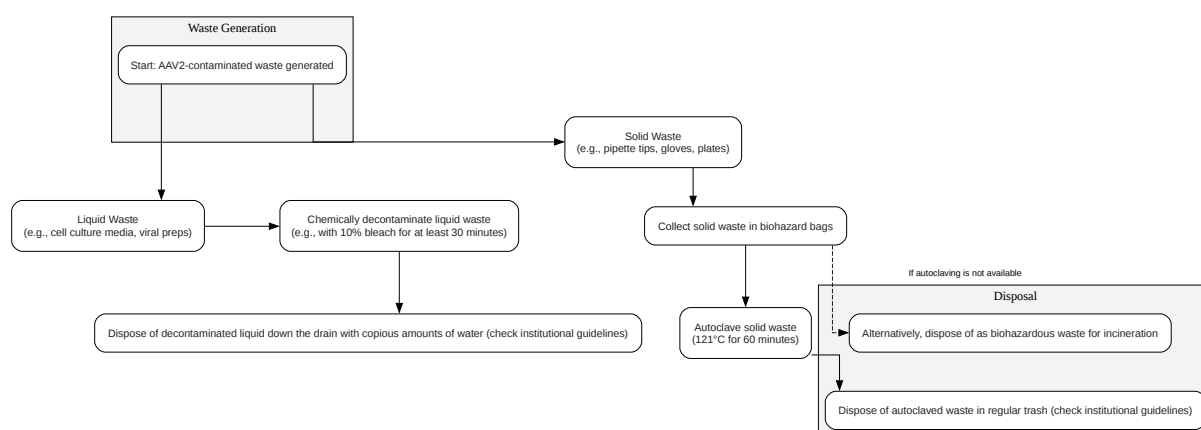 Waste Generation
Start: AAV2-contaminated waste generated
Solid Waste
(e.g., pipette tips, gloves, plates)
Liquid Waste
(e.g., cell culture media, viral preps)
Chemically decontaminate liquid waste
(e.g., with 10% bleach for at least 30 minutes)
Collect solid waste in biohazard bags
If autoclaving is not available
Disposal
Dispose of decontaminated liquid down the drain with copious amounts of water (check institutional guidelines)
Autoclave solid waste
(121°C for 60 minutes)
Alternatively, dispose of as biohazardous waste for incineration
Dispose of autoclaved waste in regular trash (check institutional guidelines)